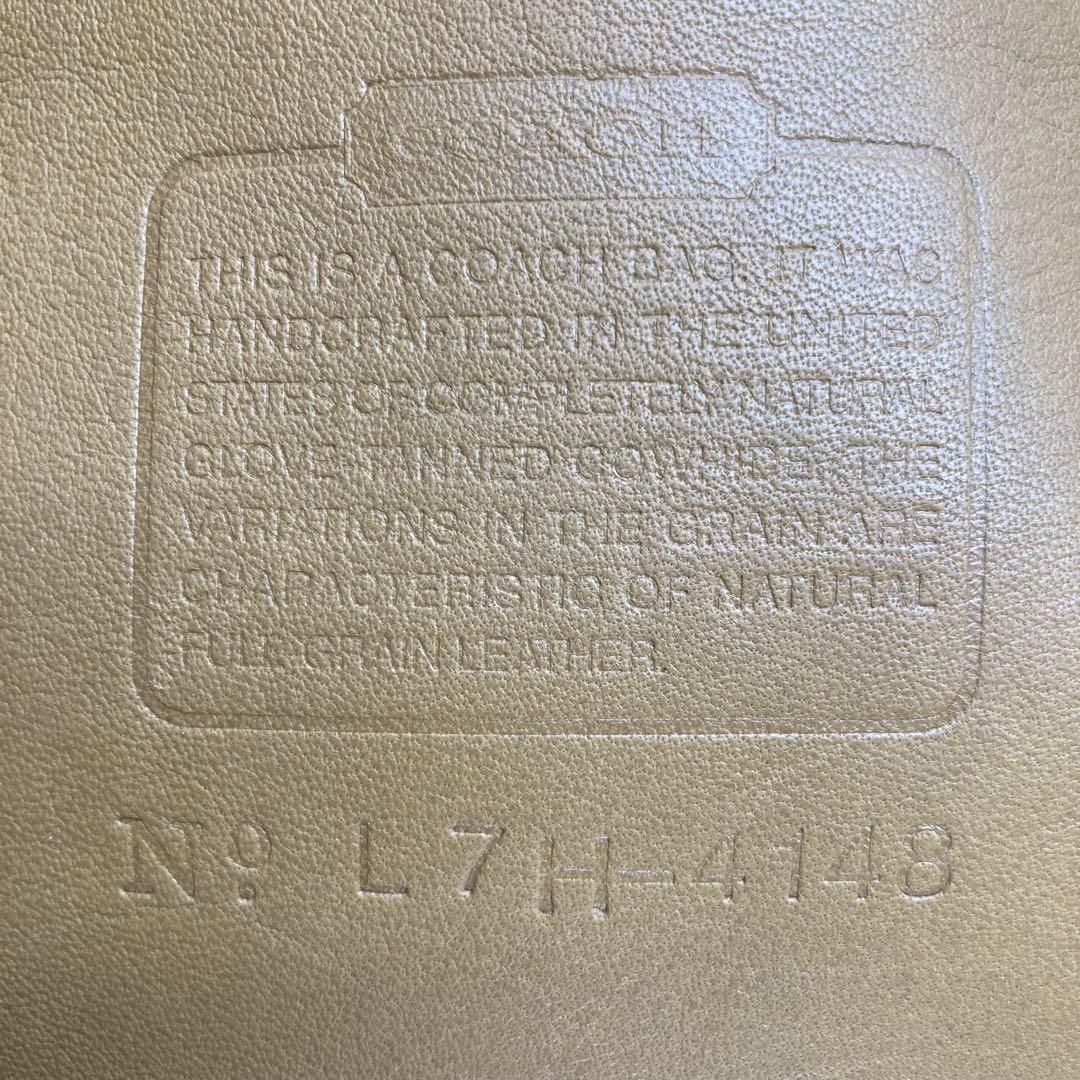 COACH
THIS IS A COACH BAG. IT WAS
HANDCRAFTED IN THE UNITED
STATES OF COMPLETELY NATURAL
GLOVE TANNED COWHIDE. THE
VARIATIONS IN THE GRAIN ARE
CHARACTERISTIC OF NATURAL
FULL GRAIN LEATHER.
No. L7H-4148